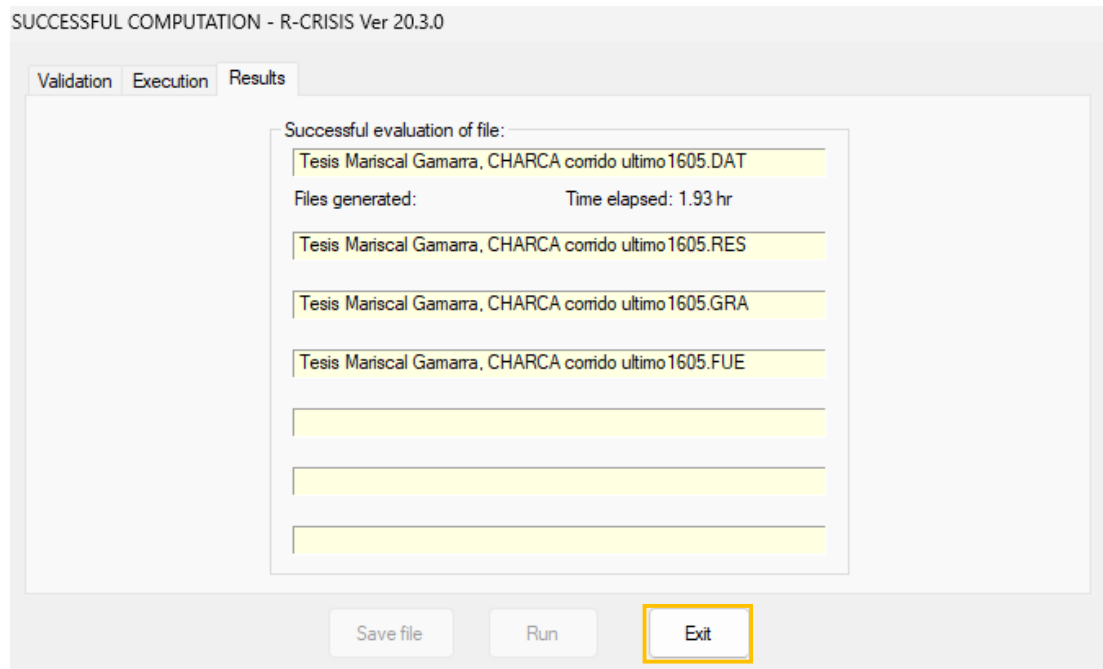 SUCCESSFUL COMPUTATION - R-CRISIS Ver 20.3.0
Validation Execution Results
Successful evaluation of file:
Tesis Mariscal Gamarra, CHARCA corrido ultimo1605.DAT
Files generated: Time elapsed: 1.93 hr
Tesis Mariscal Gamarra, CHARCA corrido ultimo1605.RES
Tesis Mariscal Gamarra, CHARCA corrido ultimo1605.GRA
Tesis Mariscal Gamarra, CHARCA corrido ultimo1605.FUE
Save file Run Exit